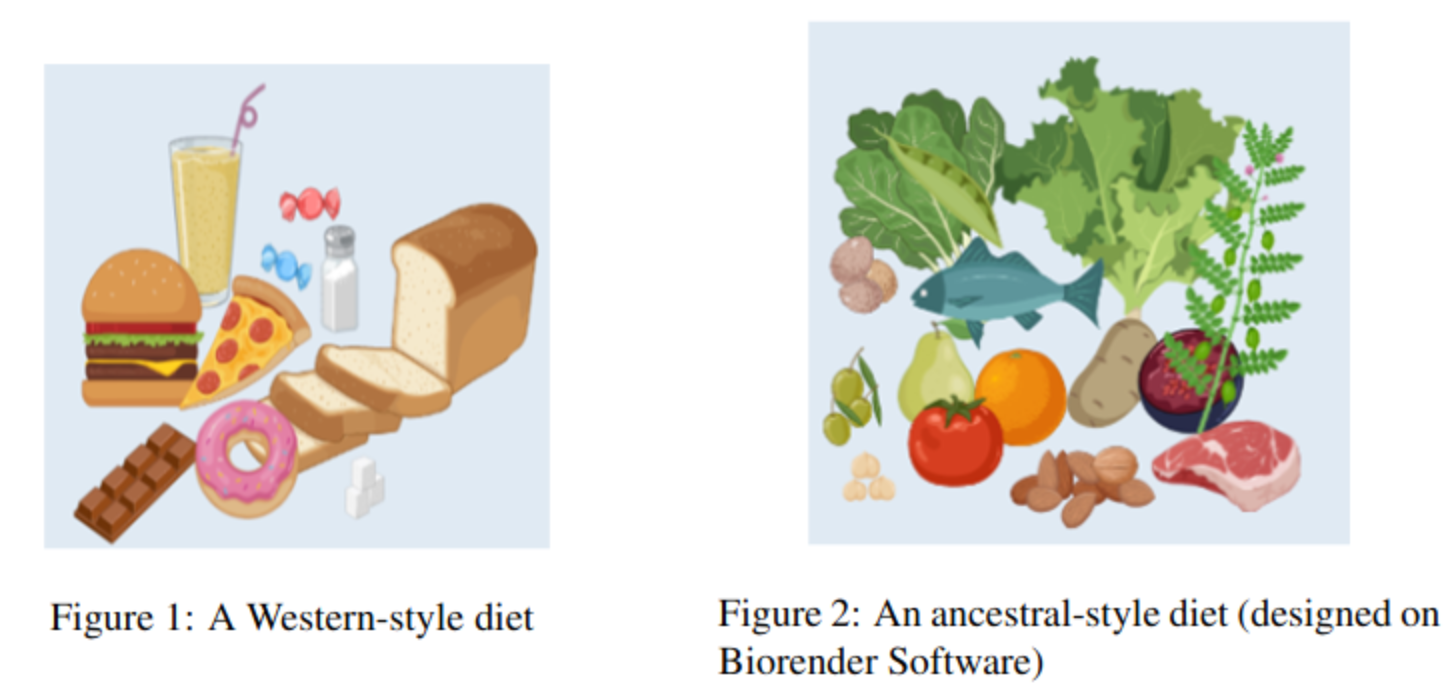 Figure 1: A Western-style diet
Figure 2: An ancestral-style diet (designed on
Biorender Software)